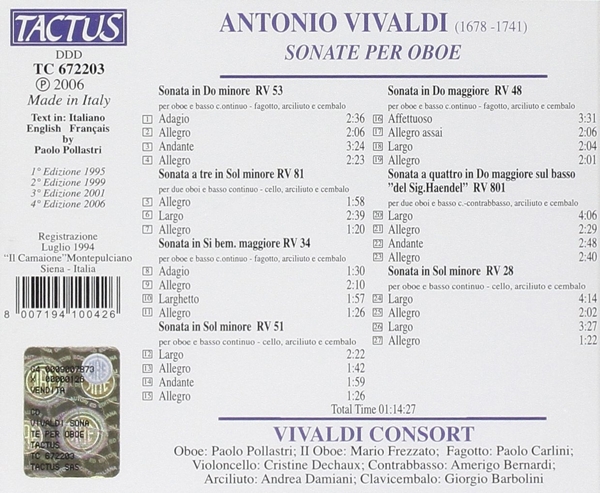 TACTUS
DDD
TC 672203
Ⓟ 2006
Made in Italy
Text in: Italiano
English Français
by
Paolo Pollastri
1° Edizione 1995
2° Edizione 1999
3° Edizione 2001
4° Edizione 2006
Registrazione
Luglio 1994
"Il Camaione"Montepulciano
Siena - Italia
8 007194 100426
ANTONIO VIVALDI (1678 -1741)
SONATE PER OBOE
Sonata in Do minore RV 53
per oboe e basso c.ontinuo - fagotto, arciliuto e cembalo
1 Adagio 2:36
2 Allegro 2:06
3 Andante 3:24
4 Allegro 2:23
Sonata a tre in Sol minore RV 81
per due oboi e basso continuo - cello, arciliuto e cembalo
5 Allegro 1:58
6 Largo 2:39
7 Allegro 1:20
Sonata in Si bem. maggiore RV 34
per oboe e basso continuo - fagotto, arciliuto e cembalo
8 Adagio 1:30
9 Allegro 2:10
10 Larghetto 1:57
11 Allegro 1:26
Sonata in Sol minore RV 51
per oboe e basso continuo - cello, arciliuto e cembalo
12 Largo 2:22
13 Allegro 1:42
14 Andante 1:59
15 Allegro 1:26
Sonata in Do maggiore RV 48
per oboe e basso continuo - fagotto, arciliuto e cembalo
16 Affettuoso 3:31
17 Allegro assai 2:06
18 Largo 2:04
19 Allegro 2:01
Sonata a quattro in Do maggiore sul basso
"del Sig.Haendel" RV 801
per due oboi e basso c.-contrabbasso, arciliuto e cembalo
20 Largo 4:06
21 Allegro 2:29
22 Andante 2:48
23 Allegro 2:40
Sonata in Sol minore RV 28
per oboe e basso continuo - cello, arciliuto e cembalo
24 Largo 4:14
25 Allegro 2:02
26 Largo 3:27
27 Allegro 1:22
Total Time 01:14:27
VIVALDI CONSORT
Oboe: Paolo Pollastri; II Oboe: Mario Frezzato; Fagotto: Paolo Carlini;
Violoncello: Cristine Dechaux; Contrabbasso: Amerigo Bernardi;
Arciliuto: Andrea Damiani; Clavicembalo: Giorgio Barbolini
VENDITA
CD
VIVALDI SONA
TE PER OBOE
TACTUS
TC 672203
TACTUS SAS